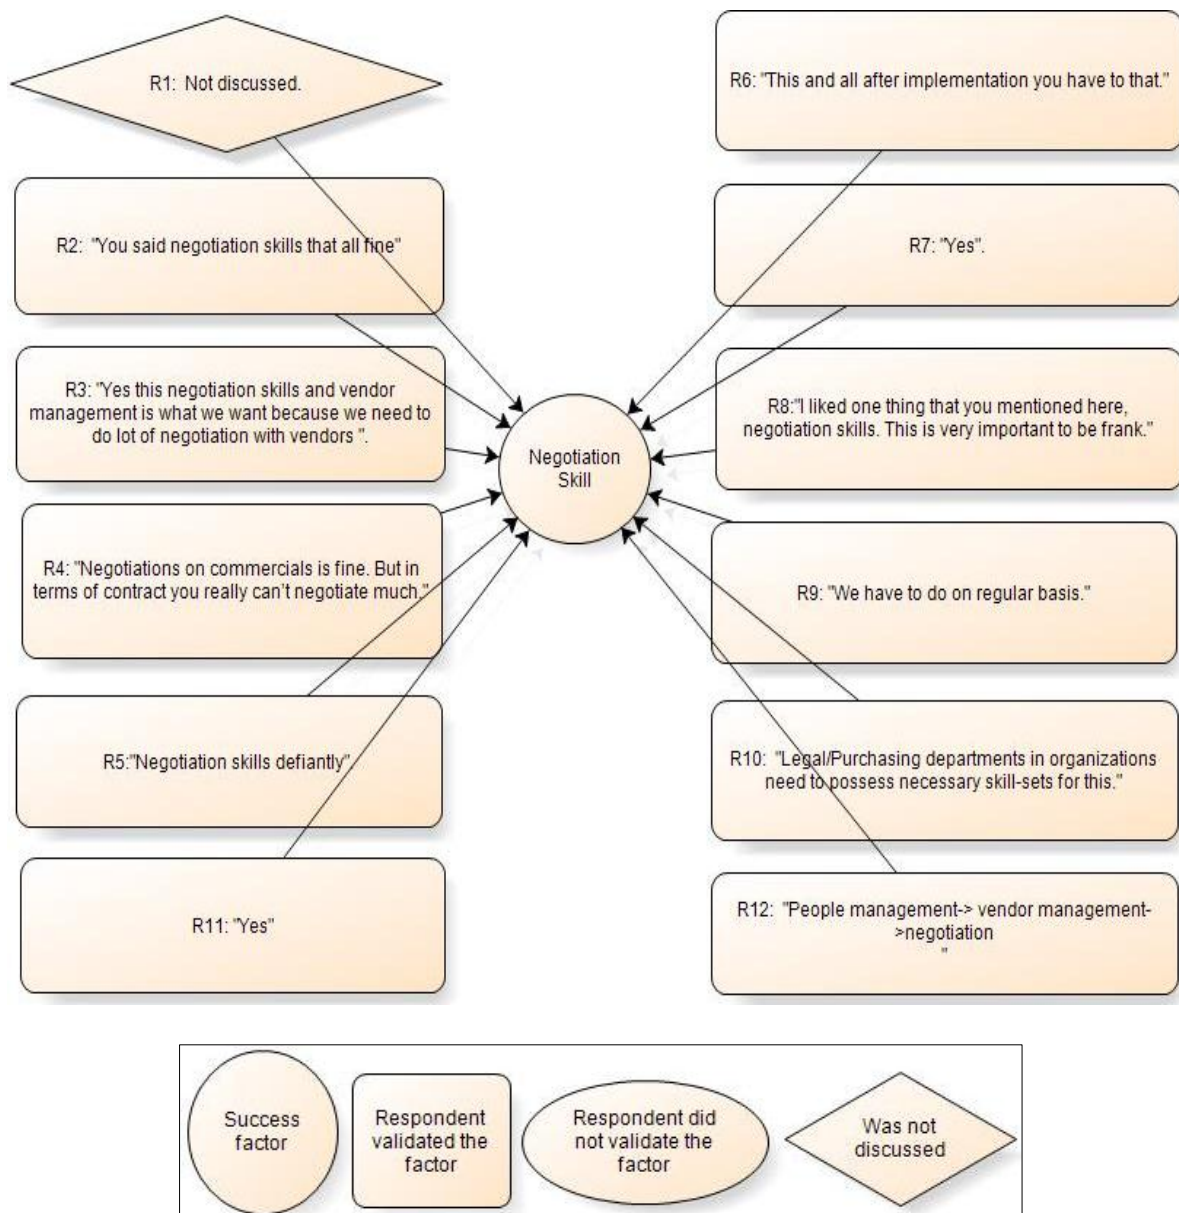 R1: Not discussed.
R2: "You said negotiation skills that all fine"
R3: "Yes this negotiation skills and vendor
management is what we want because we need to
do lot of negotiation with vendors ".
R4: "Negotiations on commercials is fine. But in
terms of contract you really can't negotiate much."
R5:"Negotiation skills defiantly".
R11: "Yes"
Negotiation
Skill
R6: "This and all after implementation you have to that."
R7: "Yes".
R8:"I liked one thing that you mentioned here,
negotiation skills. This is very important to be frank."
R9: "We have to do on regular basis."
R10: "Legal/Purchasing departments in organizations
need to possess necessary skill-sets for this."
R12: "People management-> vendor management-
>negotiation
"
Success
factor
Respondent
validated the
factor
Respondent did
not validate the
factor
Was not
discussed